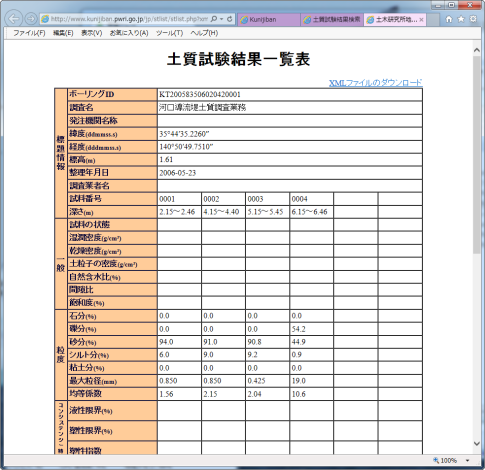 http://www.kunijiban.pwri.go.jp/jp/stlist/stlist.php?om
Kunijiban
土質試験結果検索
土木研究所地...
ファイル(F) 編集(E) 表示(V) お気に入り(A) ツール(T) ヘルプ(H)
土質試験結果一覧表
XMLファイルのダウンロード
標題情報
ボーリングID KT200583506020420001
調査名 河口導流堤土質調査業務
発注機関名称
緯度(dddmmss.s) 35°44'35.2260"
経度(dddmmss.s) 140°50'49.7510"
標高(m) 1.61
整理年月日 2006-05-23
調査業者名
試料番号 0001 0002 0003 0004
深さ(m) 2.15～2.46 4.15～4.40 5.15～5.45 6.15～6.46
一般
試料の状態
湿潤密度(g/cm³)
乾燥密度(g/cm³)
土粒子の密度(g/cm³)
自然含水比(%)
間隙比
飽和度(%)
粒度
石分(%) 0.0 0.0 0.0 0.0
礫分(%) 0.0 0.0 0.0 54.2
砂分(%) 94.0 91.0 90.8 44.9
シルト分(%) 6.0 9.0 9.2 0.9
粘土分(%) 0.0 0.0 0.0 0.0
最大粒径(mm) 0.850 0.850 0.425 19.0
均等係数 1.56 2.15 2.04 10.6
コンシステンシー特
液性限界(%)
塑性限界(%)
塑性指数
100%